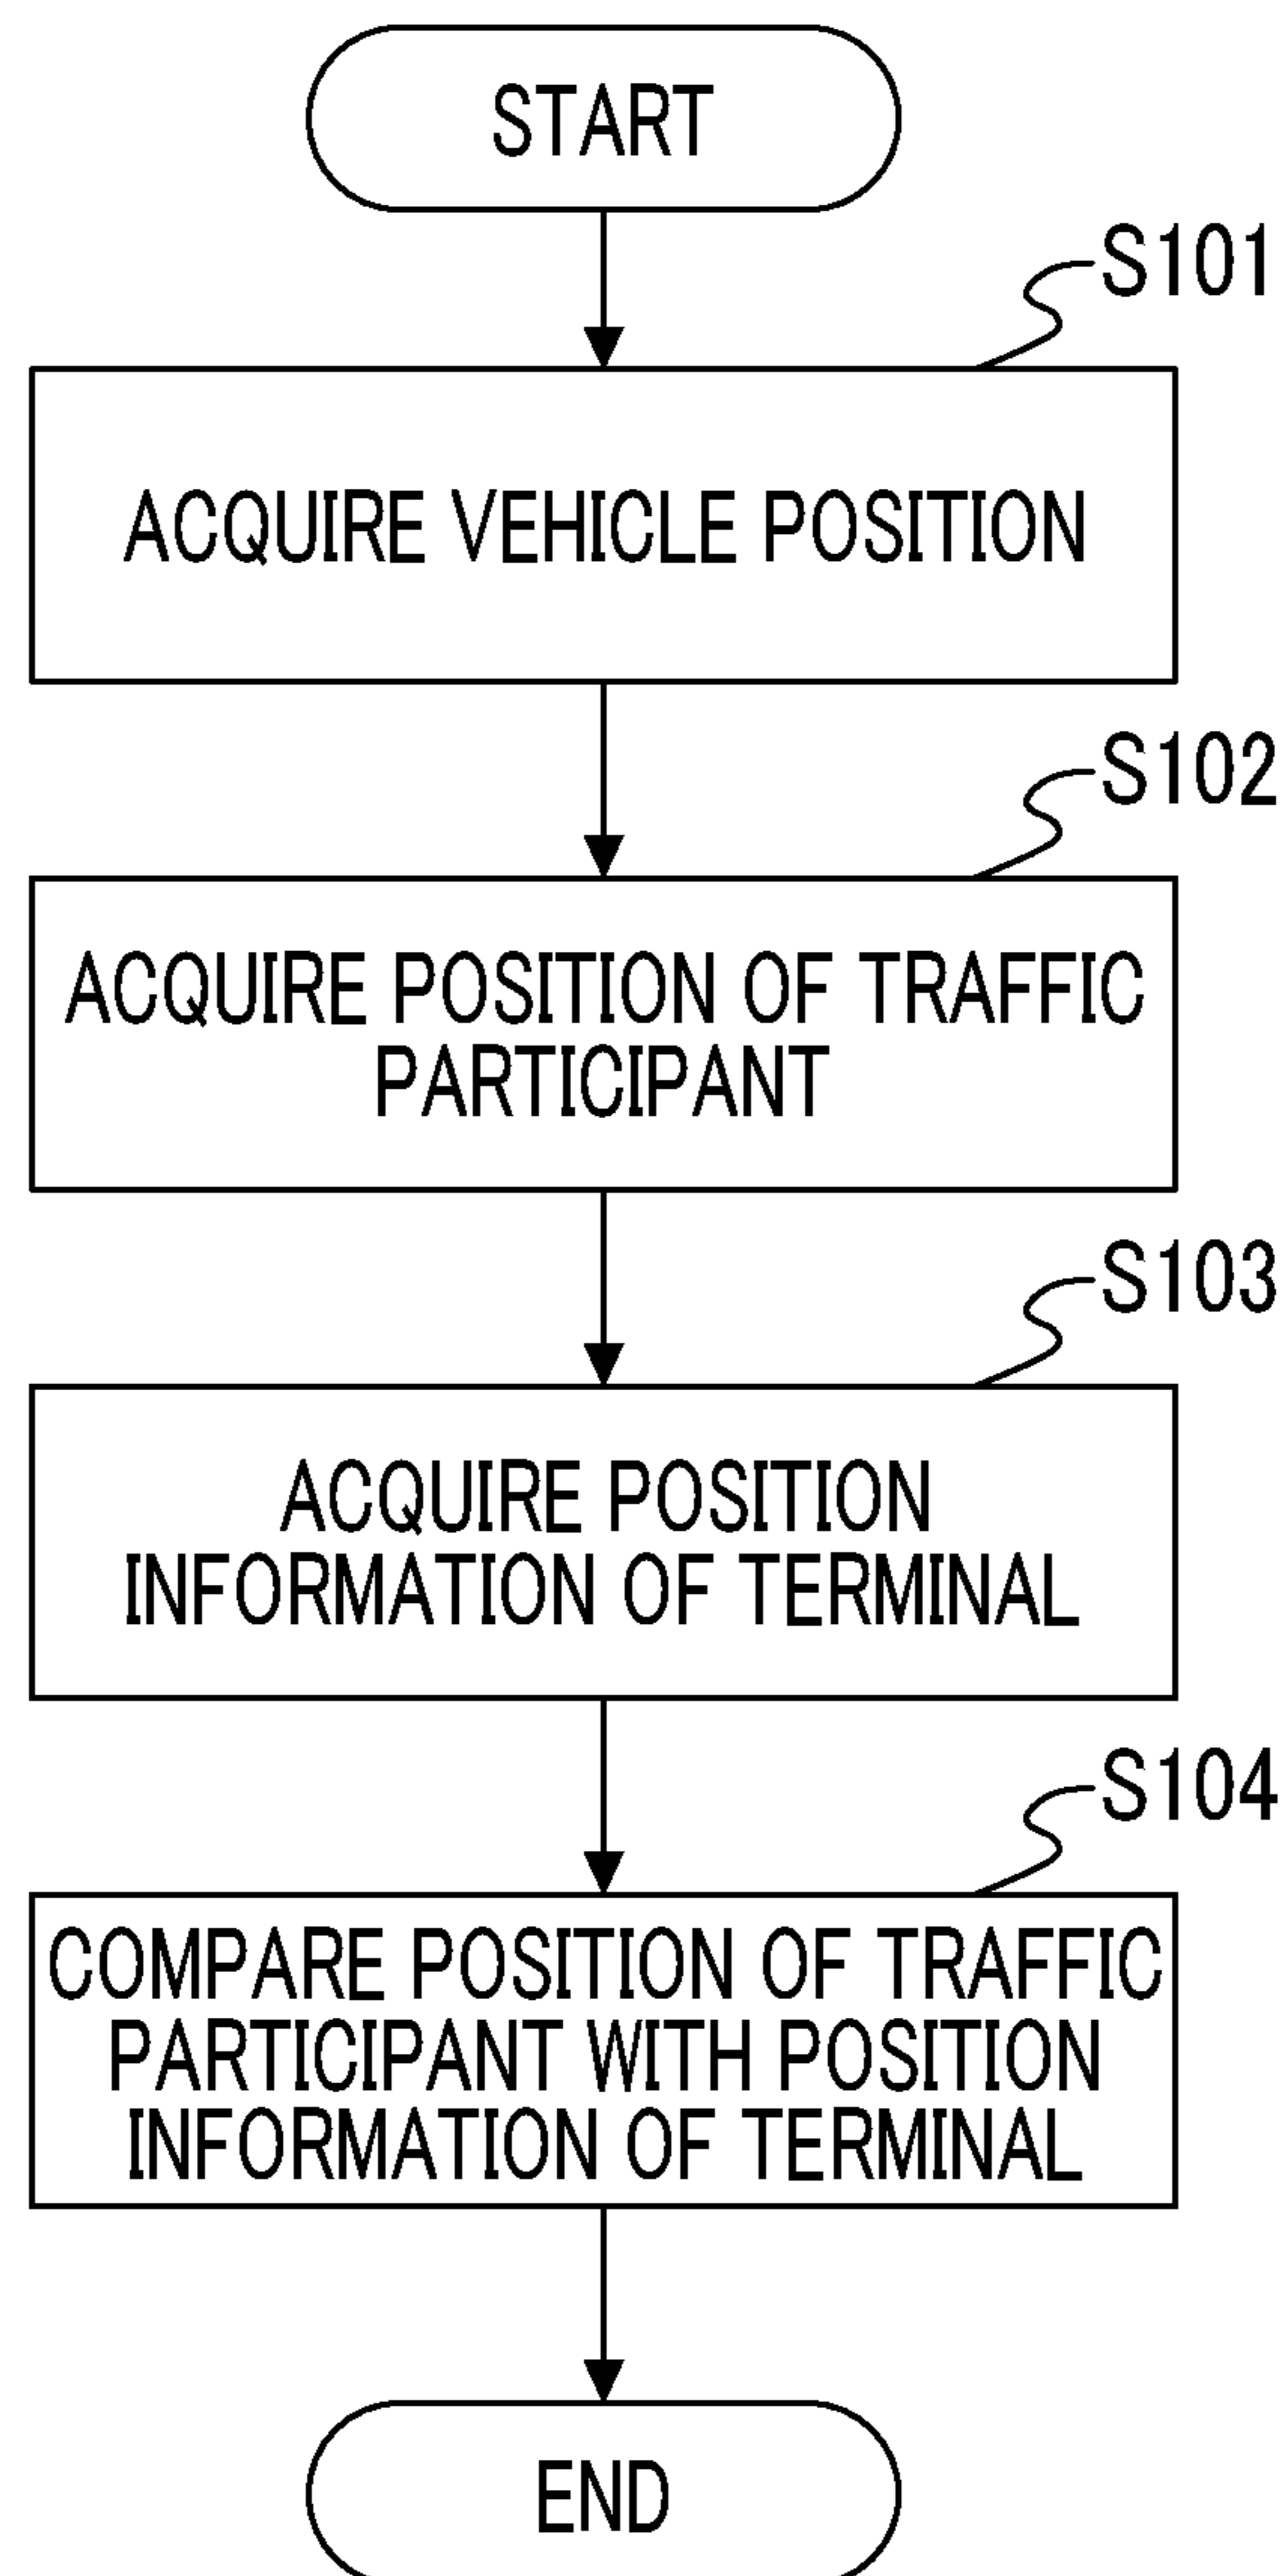 START
S101
ACQUIRE VEHICLE POSITION
S102
ACQUIRE POSITION OF TRAFFIC
PARTICIPANT
S103
ACQUIRE POSITION
INFORMATION OF TERMINAL
S104
COMPARE POSITION OF TRAFFIC
PARTICIPANT WITH POSITION
INFORMATION OF TERMINAL
END